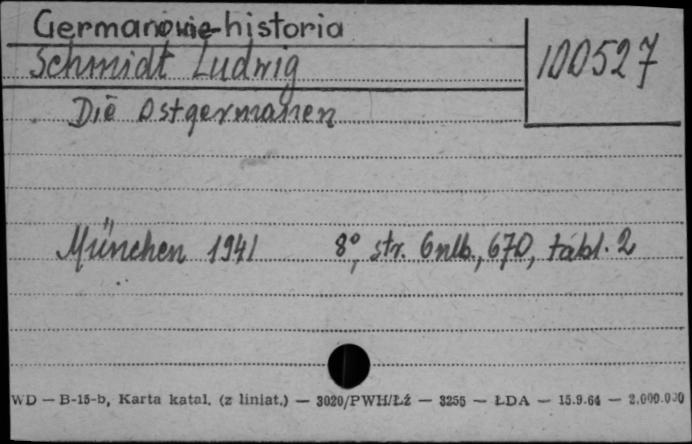 Germanowie-historia
Schmidt Ludwig
100527
Die Ostgermanen
München 1941 8°, str. 6nlb., 670, tabl. 2
WD — B-15-b, Karta katal. (z liniat.) — 3020/PWH/Łź — 3255 — ŁDA — 15.9.64 — 2.000.000